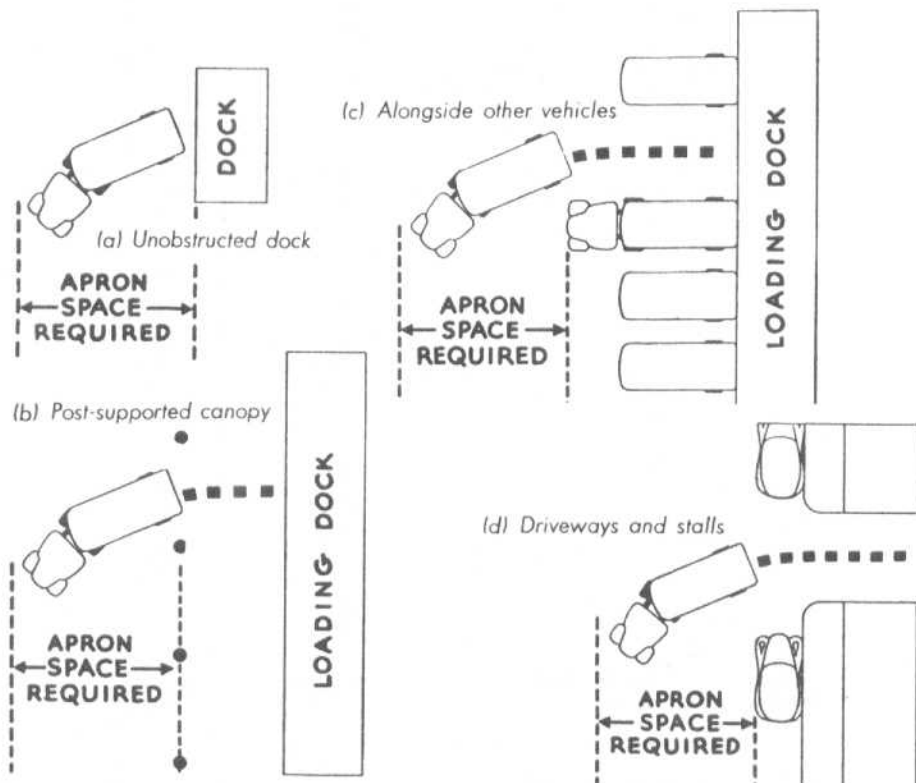 DOCK
(a) Unobstructed dock
APRON
SPACE
REQUIRED
(b) Post-supported canopy
LOADING DOCK
APRON
SPACE
REQUIRED
(c) Alongside other vehicles
LOADING DOCK
APRON
SPACE
REQUIRED
(d) Driveways and stalls
APRON
SPACE
REQUIRED